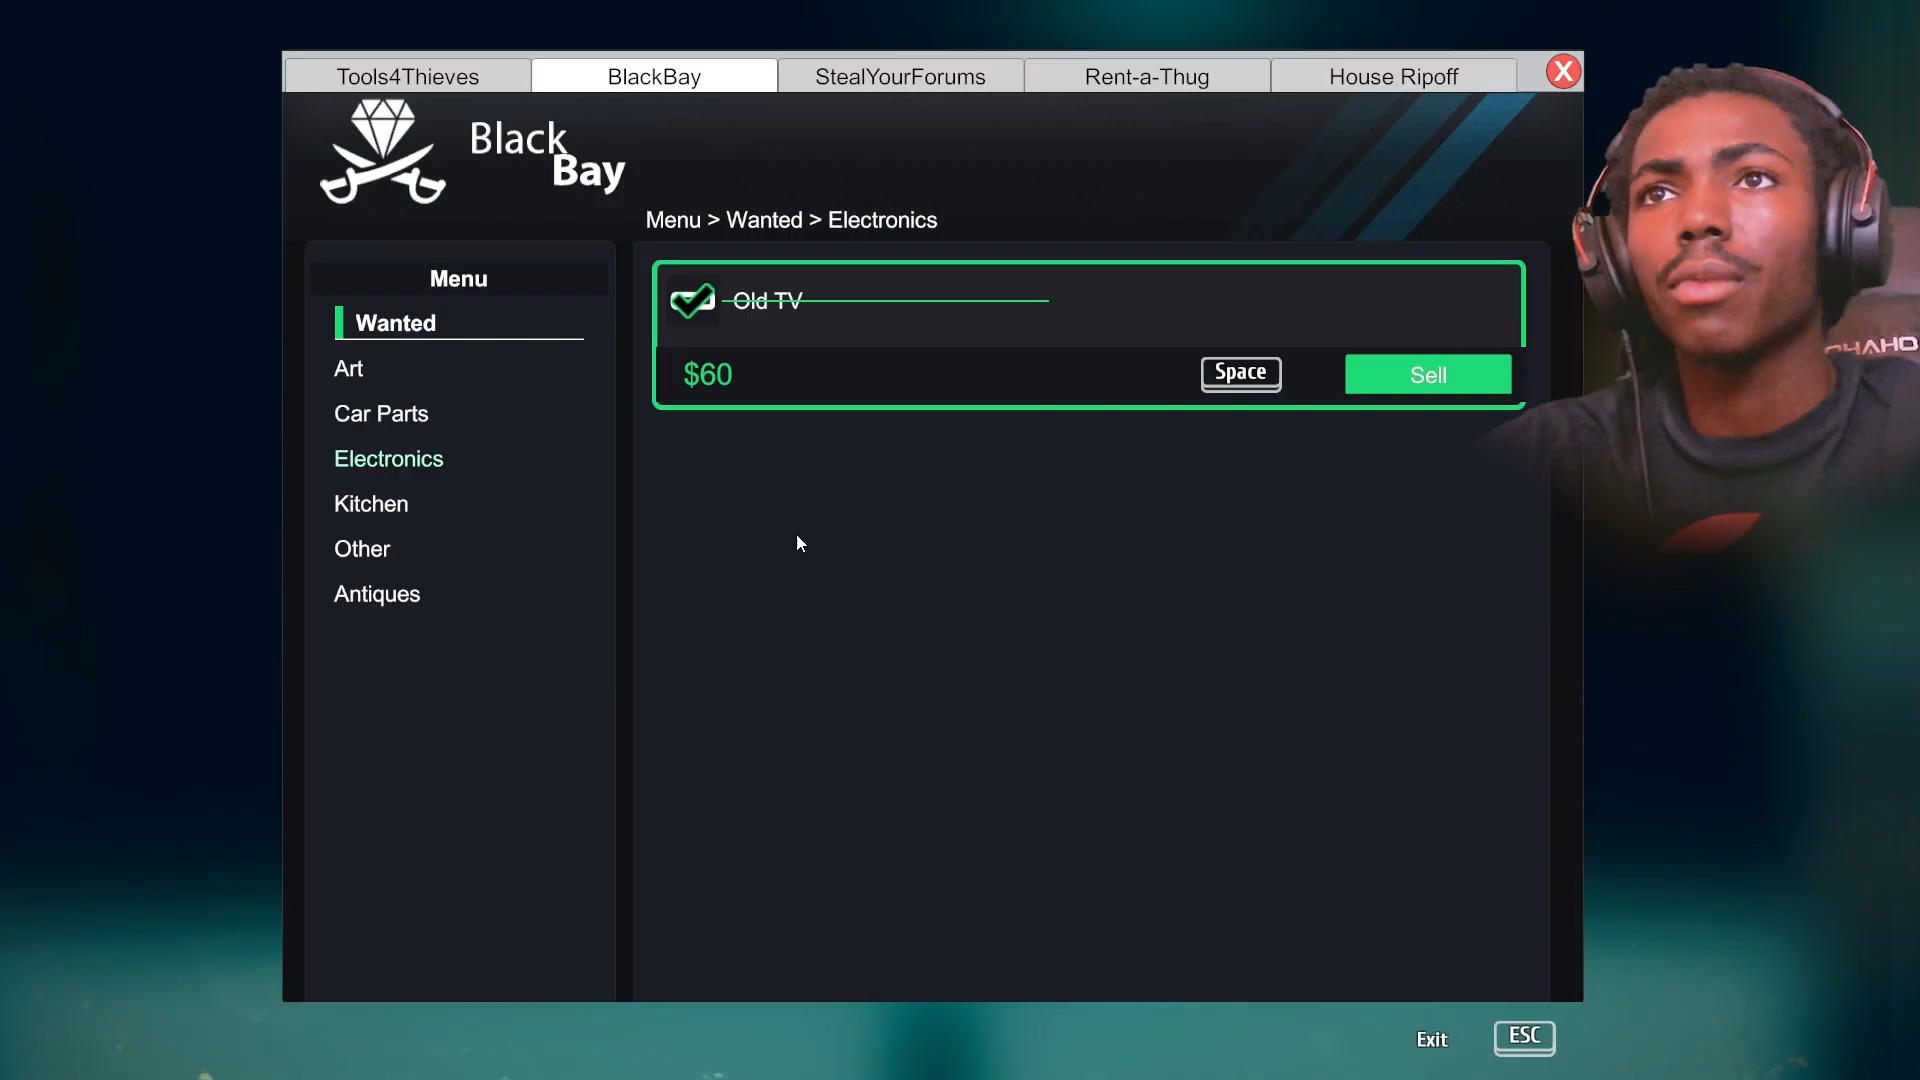 Tools4Thieves
BlackBay
StealYourForums
Rent-a-Thug
House Ripoff
X
Black
Bay
Menu > Wanted > Electronics
Menu
Wanted
Art
Car Parts
Electronics
Kitchen
Other
Antiques
Old TV
$60
Space
Sell
Exit
ESC